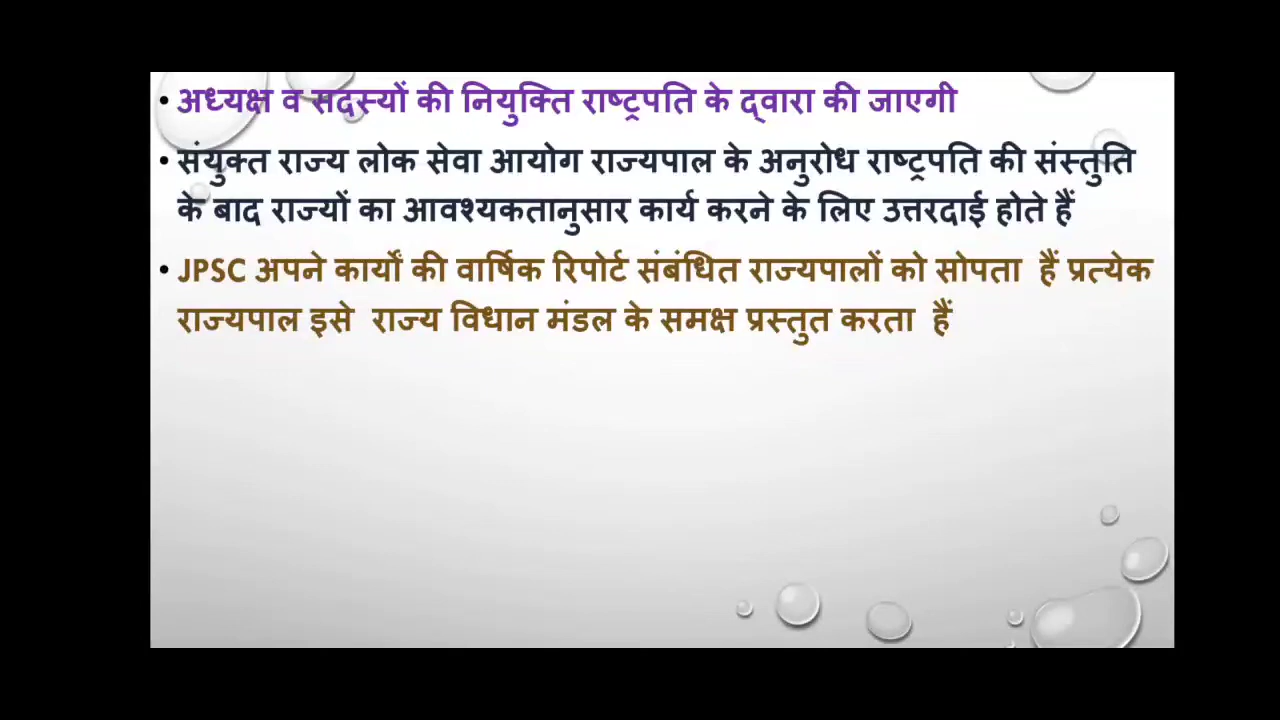 • अध्यक्ष व सदस्यों की नियुक्ति राष्ट्रपति के द्वारा की जाएगी
• संयुक्त राज्य लोक सेवा आयोग राज्यपाल के अनुरोध राष्ट्रपति की संस्तुति
के बाद राज्यों का आवश्यकतानुसार कार्य करने के लिए उत्तरदाई होते हैं
• JPSC अपने कार्यों की वार्षिक रिपोर्ट संबंधित राज्यपालों को सोपता हैं प्रत्येक
राज्यपाल इसे राज्य विधान मंडल के समक्ष प्रस्तुत करता हैं